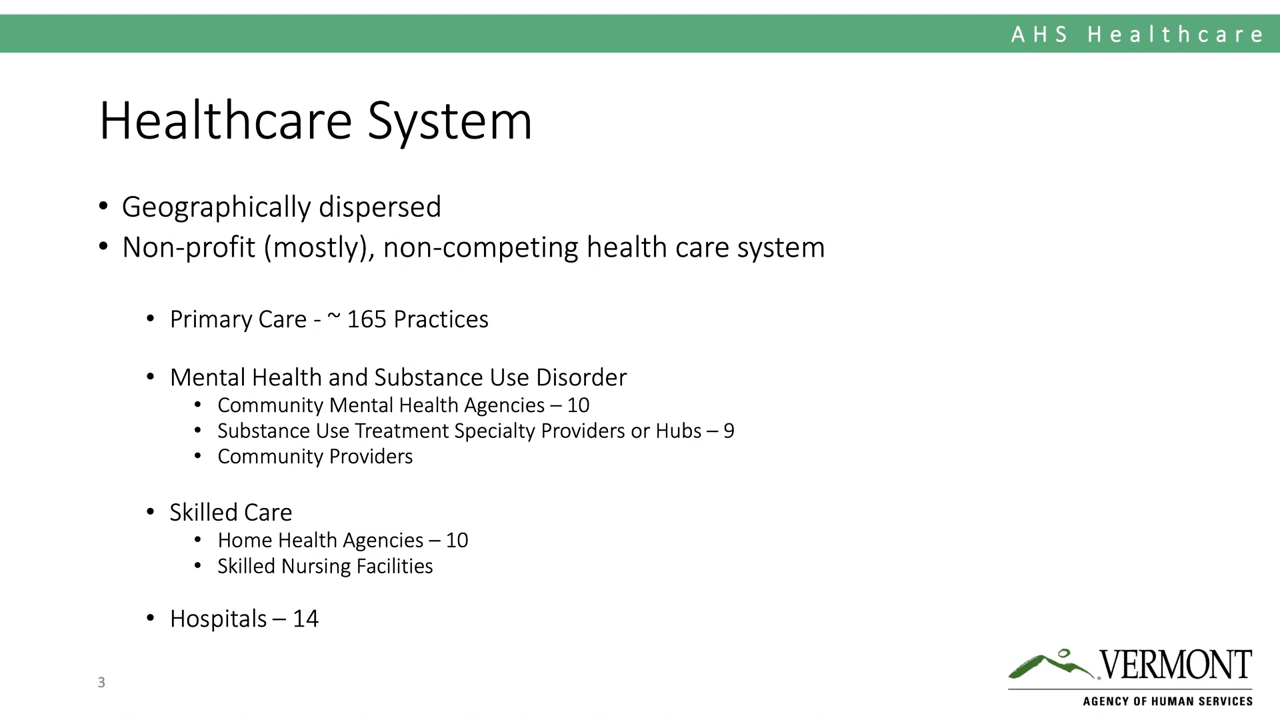 AHS Healthcare
Healthcare System
• Geographically dispersed
• Non-profit (mostly), non-competing health care system
• Primary Care - ~ 165 Practices
• Mental Health and Substance Use Disorder
• Community Mental Health Agencies – 10
• Substance Use Treatment Specialty Providers or Hubs – 9
• Community Providers
• Skilled Care
• Home Health Agencies – 10
• Skilled Nursing Facilities
• Hospitals – 14
3
VERMONT
AGENCY OF HUMAN SERVICES